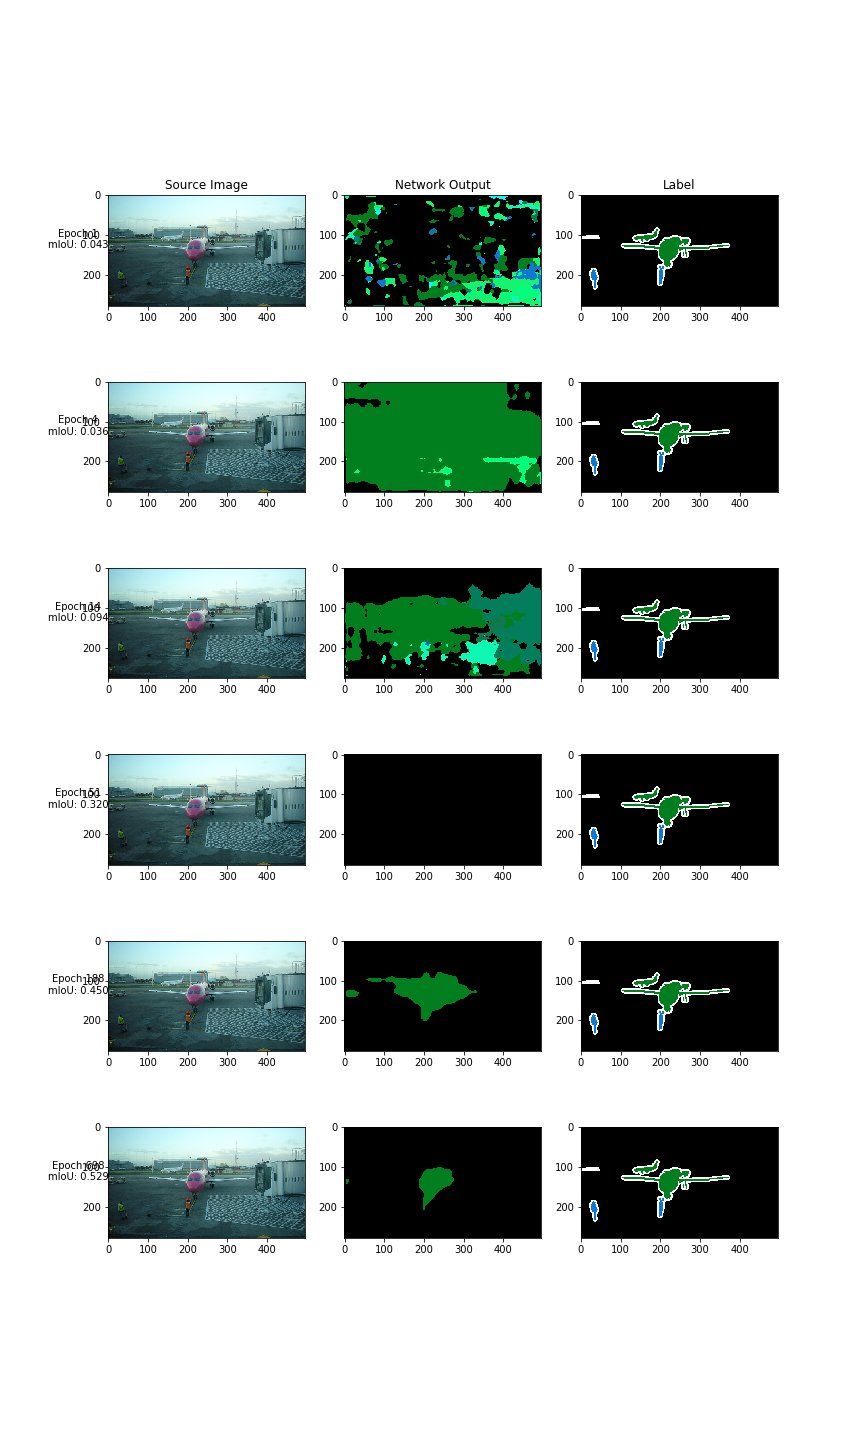 Source Image Network Output Label
Epoch 1
mIoU: 0.043
0 0 0
100 100 100
200 200 200
0 100 200 300 400 0 100 200 300 400 0 100 200 300 400
Epoch 4
mIoU: 0.036
0 0 0
100 100 100
200 200 200
0 100 200 300 400 0 100 200 300 400 0 100 200 300 400
Epoch 14
mIoU: 0.094
0 0 0
100 100 100
200 200 200
0 100 200 300 400 0 100 200 300 400 0 100 200 300 400
Epoch 51
mIoU: 0.320
0 0 0
100 100 100
200 200 200
0 100 200 300 400 0 100 200 300 400 0 100 200 300 400
Epoch 188
mIoU: 0.450
0 0 0
100 100 100
200 200 200
0 100 200 300 400 0 100 200 300 400 0 100 200 300 400
Epoch 698
mIoU: 0.529
0 0 0
100 100 100
200 200 200
0 100 200 300 400 0 100 200 300 400 0 100 200 300 400